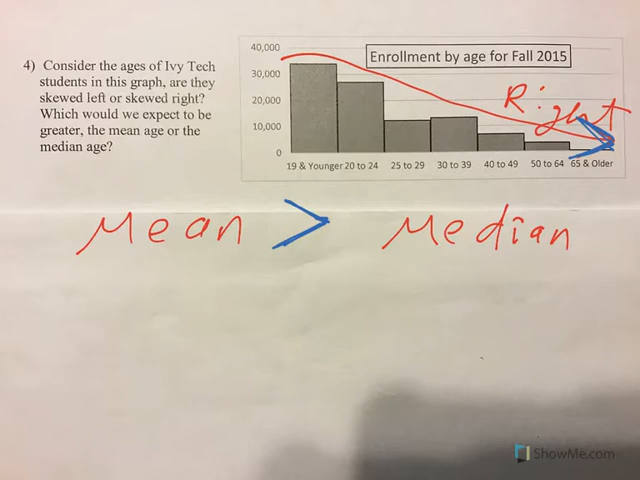 4) Consider the ages of Ivy Tech
students in this graph, are they
skewed left or skewed right?
Which would we expect to be
greater, the mean age or the
median age?
Enrollment by age for Fall 2015
40,000
30,000
20,000
10,000
0
19 & Younger 20 to 24 25 to 29 30 to 39 40 to 49 50 to 64 65 & Older
Right
Mean > Median
ShowMe.com